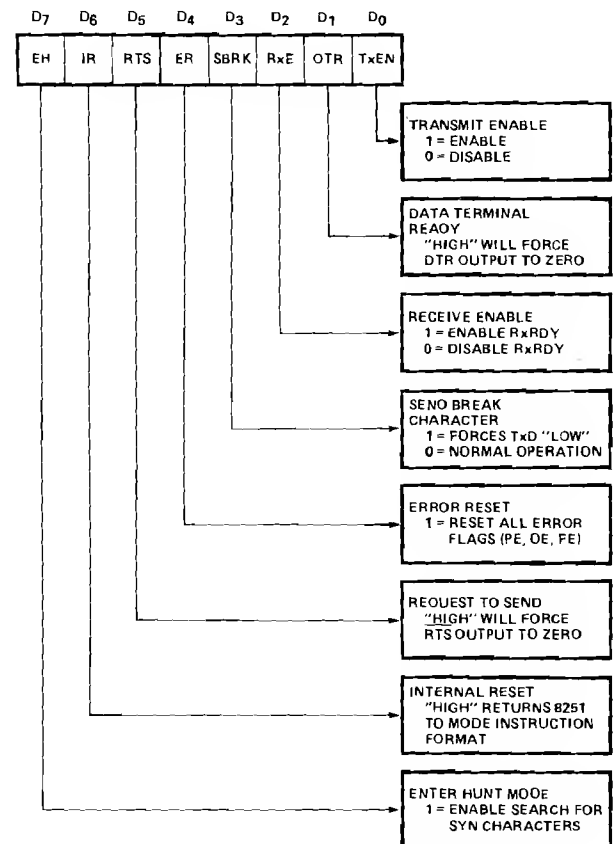 D7 D6 D5 D4 D3 D2 D1 D0
EH IR RTS ER SBRK RxE OTR TxEN
TRANSMIT ENABLE
1 = ENABLE
0 = DISABLE
DATA TERMINAL
REAOY
"HIGH" WILL FORCE
DTR OUTPUT TO ZERO
RECEIVE ENABLE
1 = ENABLE RxRDY
0 = DISABLE RxRDY
SENO BREAK
CHARACTER
1 = FORCES TxD "LOW"
0 = NORMAL OPERATION
ERROR RESET
1 = RESET ALL ERROR
FLAGS (PE, OE, FE)
REQUEST TO SEND
"HIGH" WILL FORCE
RTS OUTPUT TO ZERO
INTERNAL RESET
"HIGH" RETURNS 8251
TO MODE INSTRUCTION
FORMAT
ENTER HUNT MODE
1 = ENABLE SEARCH FOR
SYN CHARACTERS